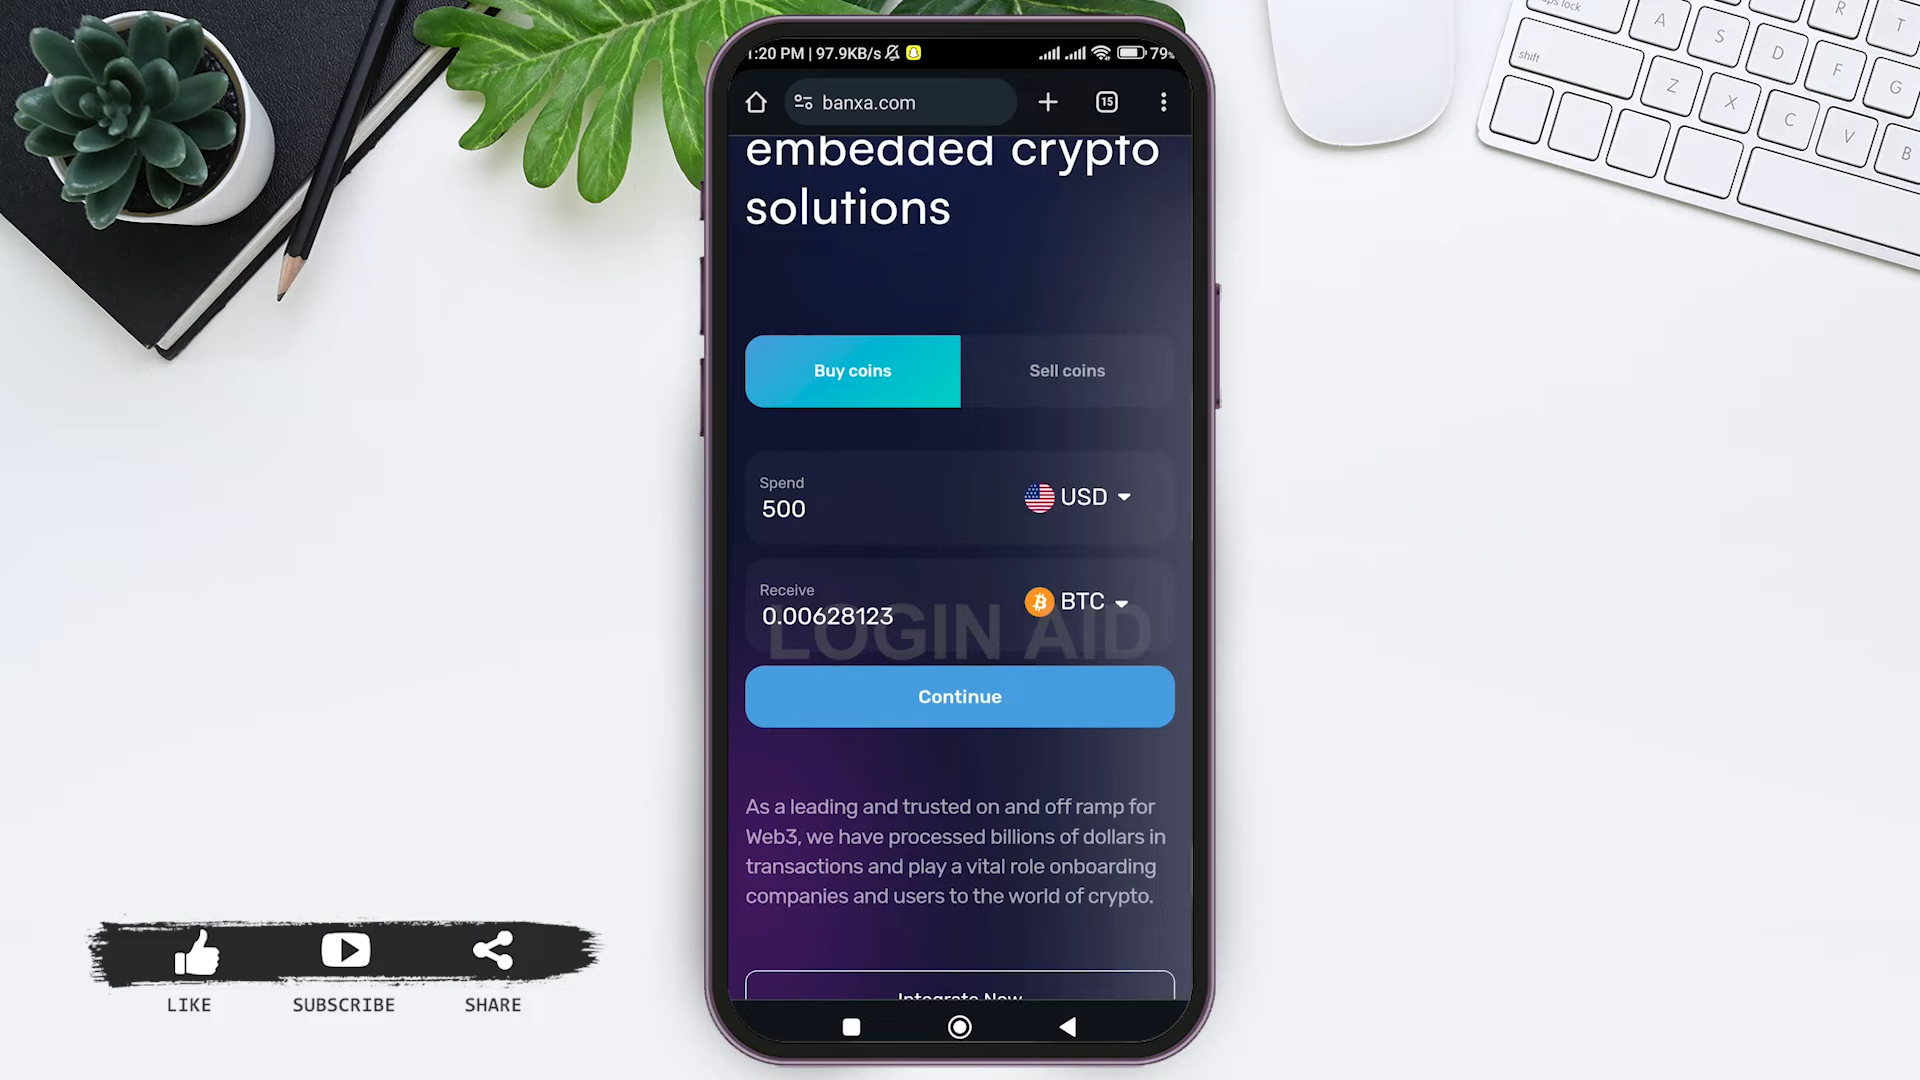 1:20 PM | 97.9KB/s
79%
banxa.com
15
embedded crypto
solutions
Buy coins
Sell coins
Spend
500
USD
Receive
0.00628123
BTC
LOGIN AID
Continue
As a leading and trusted on and off ramp for
Web3, we have processed billions of dollars in
transactions and play a vital role onboarding
companies and users to the world of crypto.
Integrate Now
LIKE
SUBSCRIBE
SHARE
caps lock
A
S
D
F
G
R
T
shift
Z
X
C
V
B